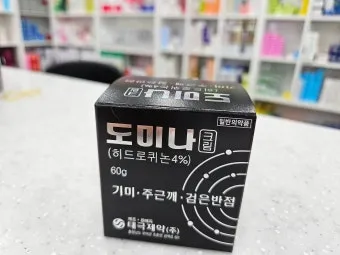 일반의약품
도미나 크림
(히드로퀴논4%)
60g
기미·주근깨·검은반점
태극제약(주)